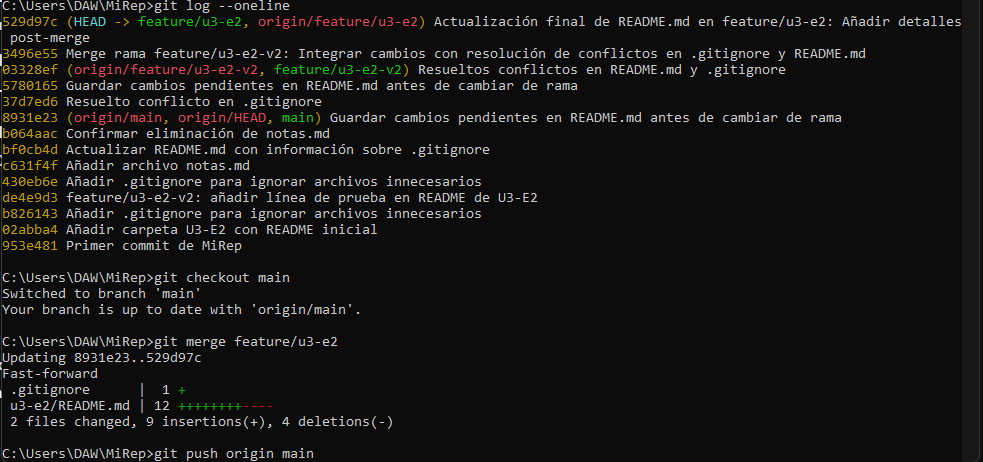 C:\Users\DAW\MiRep>git log --oneline
529d97c (HEAD -> feature/u3-e2, origin/feature/u3-e2) Actualización final de README.md en feature/u3-e2: Añadir detalles
 post-merge
3496e55 Merge rama feature/u3-e2-v2: Integrar cambios con resolución de conflictos en .gitignore y README.md
03328ef (origin/feature/u3-e2-v2, feature/u3-e2-v2) Resueltos conflictos en README.md y .gitignore
5780165 Guardar cambios pendientes en README.md antes de cambiar de rama
37d7ed6 Resuelto conflicto en .gitignore
8931e23 (origin/main, origin/HEAD, main) Guardar cambios pendientes en README.md antes de cambiar de rama
b064aac Confirmar eliminación de notas.md
bf0cb4d Actualizar README.md con información sobre .gitignore
c631f4f Añadir archivo notas.md
430eb6e Añadir .gitignore para ignorar archivos innecesarios
de4e9d3 feature/u3-e2-v2: añadir línea de prueba en README de U3-E2
b826143 Añadir .gitignore para ignorar archivos innecesarios
02abba4 Añadir carpeta U3-E2 con README inicial
953e481 Primer commit de MiRep
C:\Users\DAW\MiRep>git checkout main
Switched to branch 'main'
Your branch is up to date with 'origin/main'.
C:\Users\DAW\MiRep>git merge feature/u3-e2
Updating 8931e23..529d97c
Fast-forward
 .gitignore      |  1 +
 u3-e2/README.md | 12 ++++++++----
 2 files changed, 9 insertions(+), 4 deletions(-)
C:\Users\DAW\MiRep>git push origin main